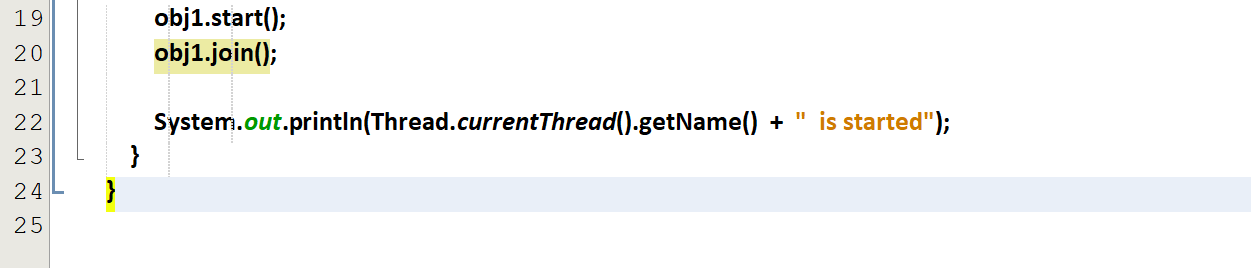 19 obj1.start();
20 obj1.join();
21
22 System.out.println(Thread.currentThread().getName() + "  is started");
23 }
24 }
25